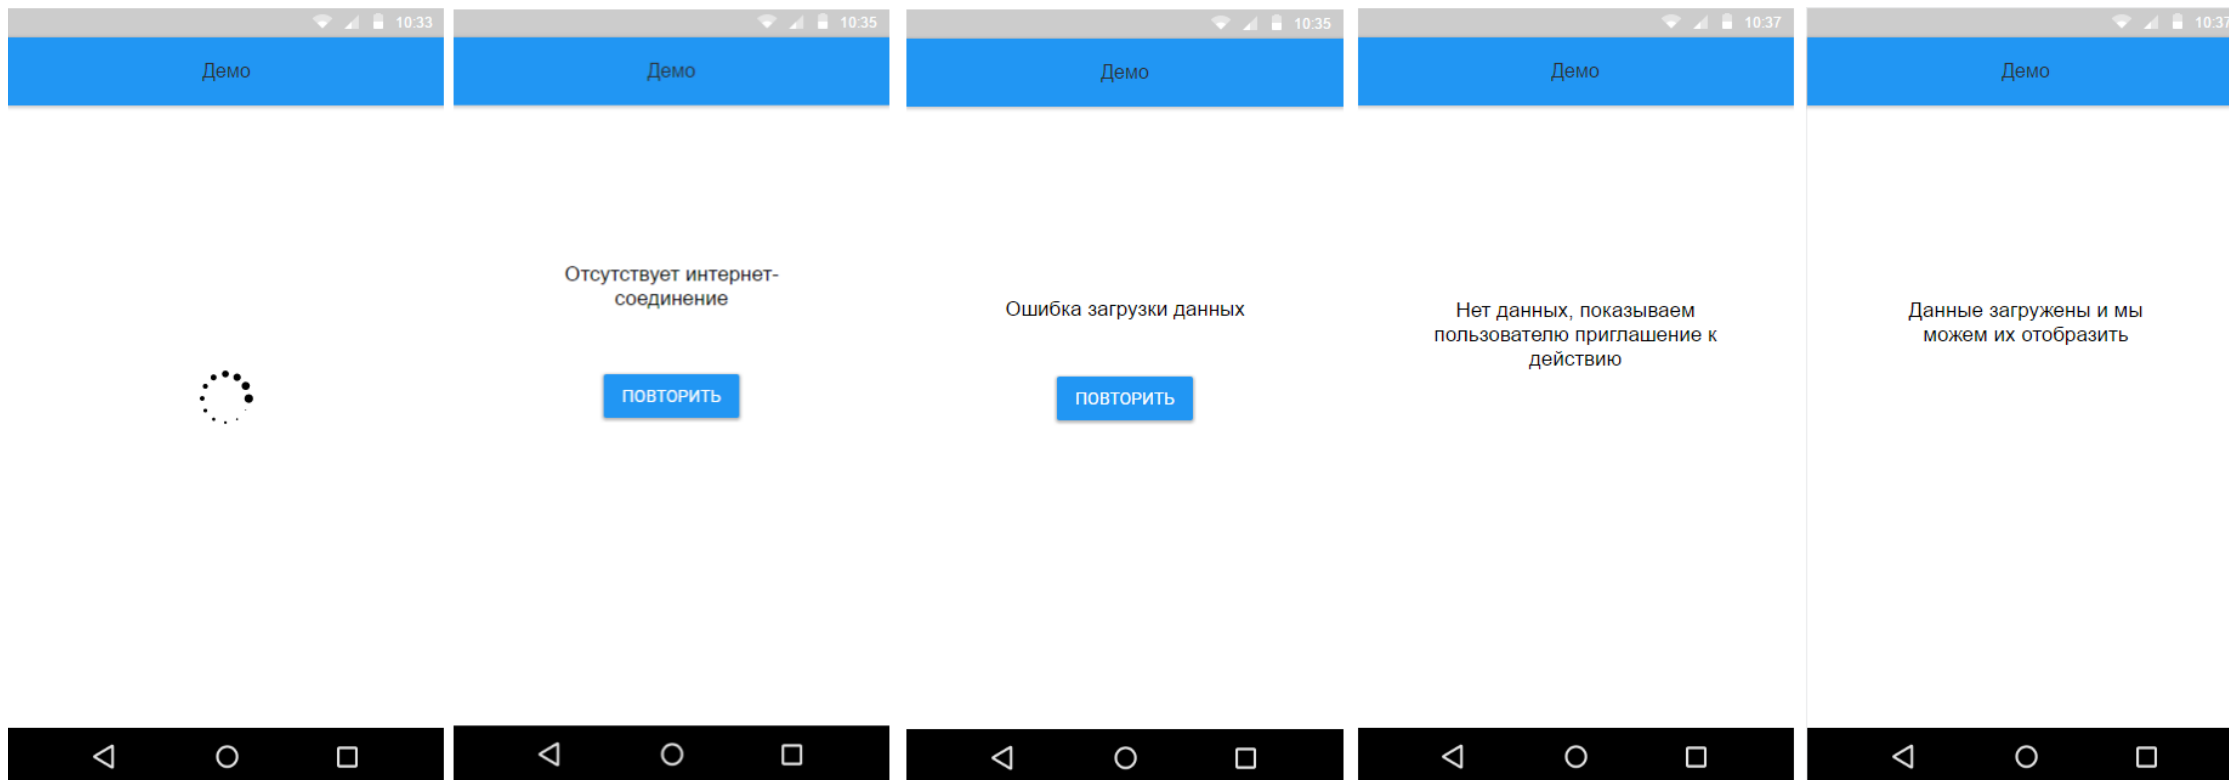 10:33
Демо
10:35
Демо
Отсутствует интернет-
соединение
ПОВТОРИТЬ
10:35
Демо
Ошибка загрузки данных
ПОВТОРИТЬ
10:37
Демо
Нет данных, показываем
пользователю приглашение к
действию
10:37
Демо
Данные загружены и мы
можем их отобразить